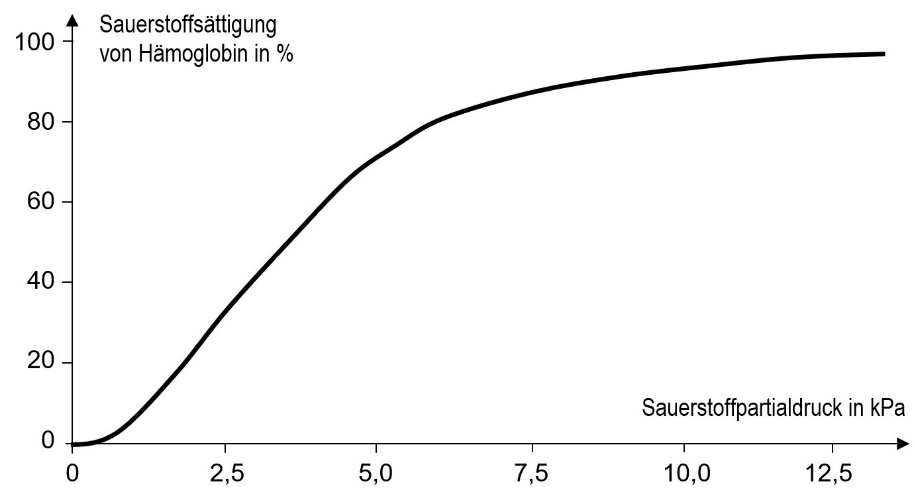 Sauerstoffsättigung
von Hämoglobin in %
100
80
60
40
20
0
Sauerstoffpartialdruck in kPa
0 2,5 5,0 7,5 10,0 12,5